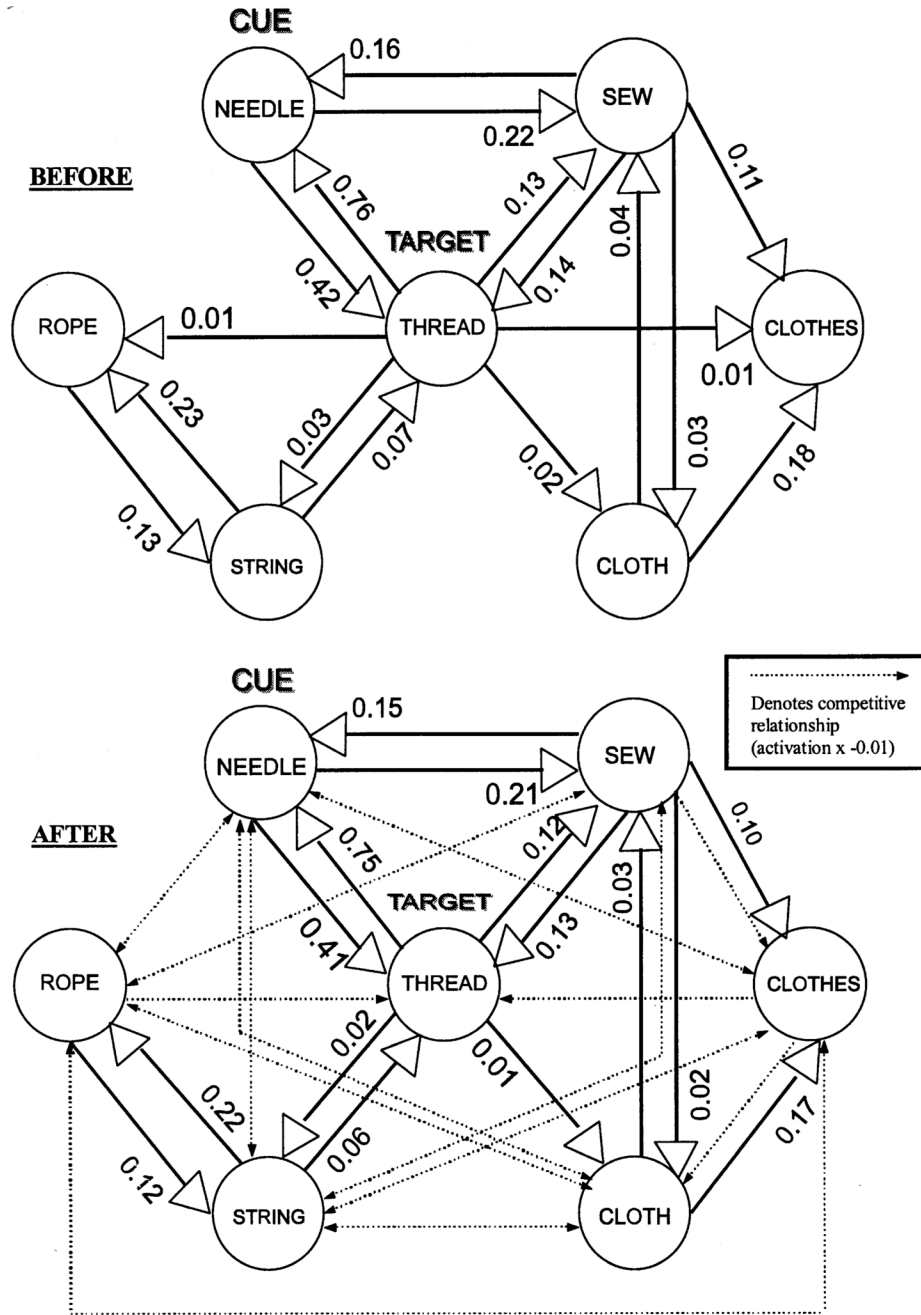 CUE
0.16
NEEDLE
SEW
0.22
BEFORE
0.11
0.76
0.13
0.04
TARGET
0.42
0.14
ROPE
0.01
THREAD
CLOTHES
0.01
0.23
0.03
0.07
0.02
0.03
0.18
0.13
STRING
CLOTH
CUE
0.15
NEEDLE
SEW
0.21
Denotes competitive
relationship
(activation x -0.01)
AFTER
0.10
0.75
0.12
0.03
TARGET
0.41
0.13
ROPE
THREAD
CLOTHES
0.02
0.01
0.02
0.22
0.06
0.17
0.12
STRING
CLOTH